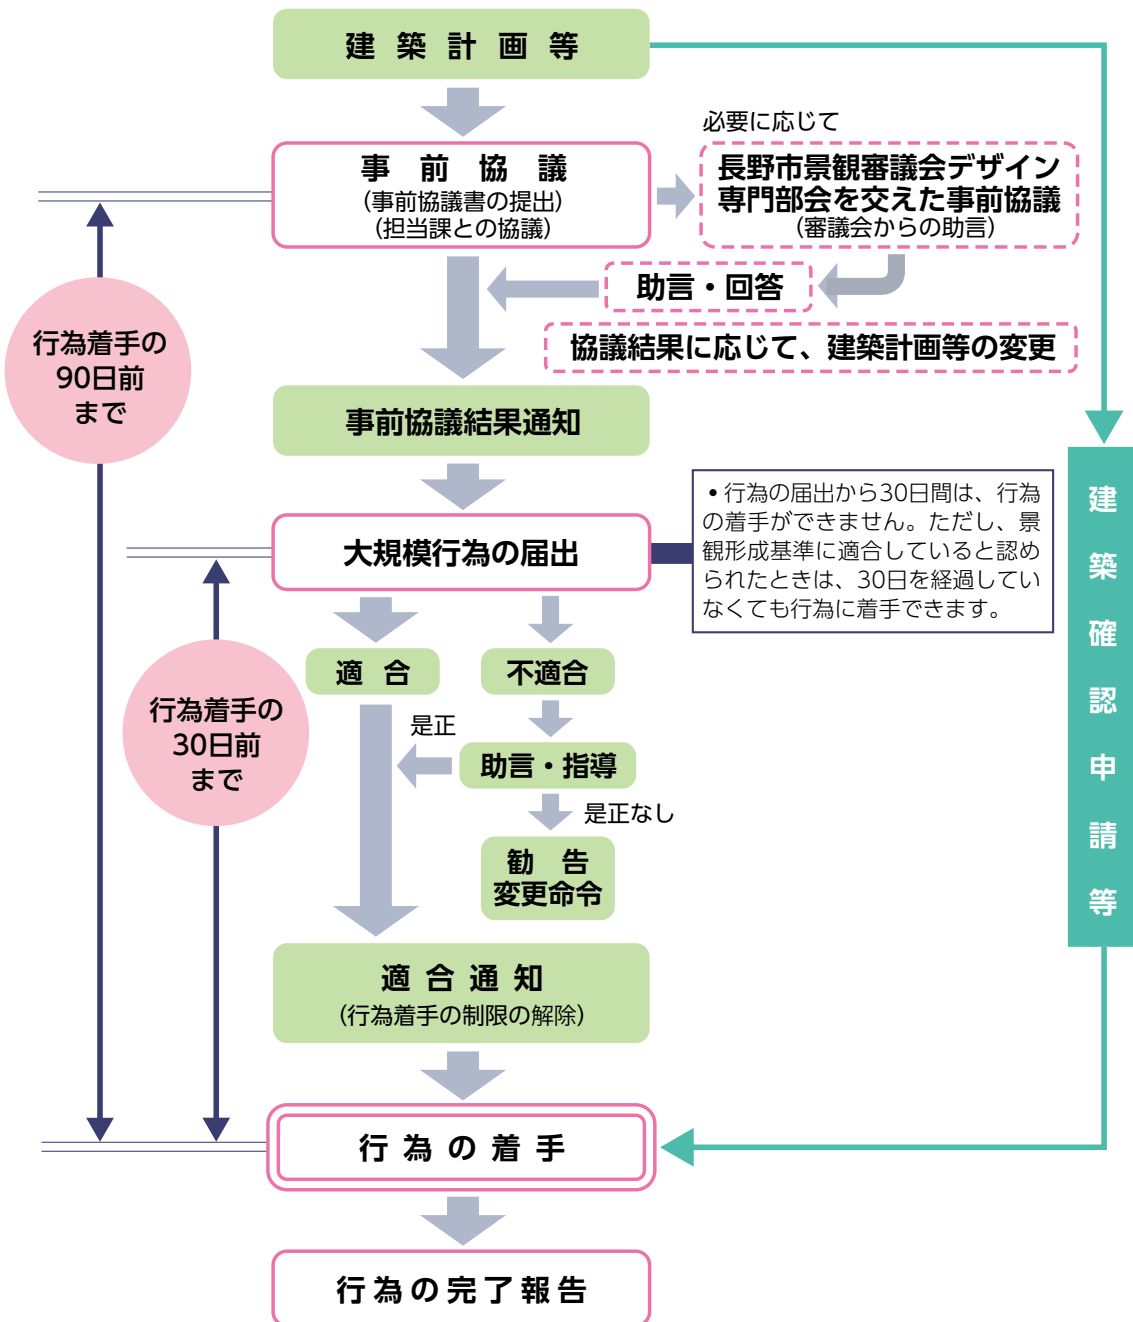 建築計画等
必要に応じて
事前協議
(事前協議書の提出)
(担当課との協議)
長野市景観審議会デザイン
専門部会を交えた事前協議
(審議会からの助言)
助言・回答
協議結果に応じて、建築計画等の変更
行為着手の
90日前
まで
事前協議結果通知
大規模行為の届出
•行為の届出から30日間は、行為
の着手ができません。ただし、景
観形成基準に適合していると認め
られたときは、30日を経過してい
なくても行為に着手できます。
建築確認申請等
適合
不適合
行為着手の
30日前
まで
是正
助言・指導
是正なし
勧告
変更命令
適合通知
(行為着手の制限の解除)
行為の着手
行為の完了報告